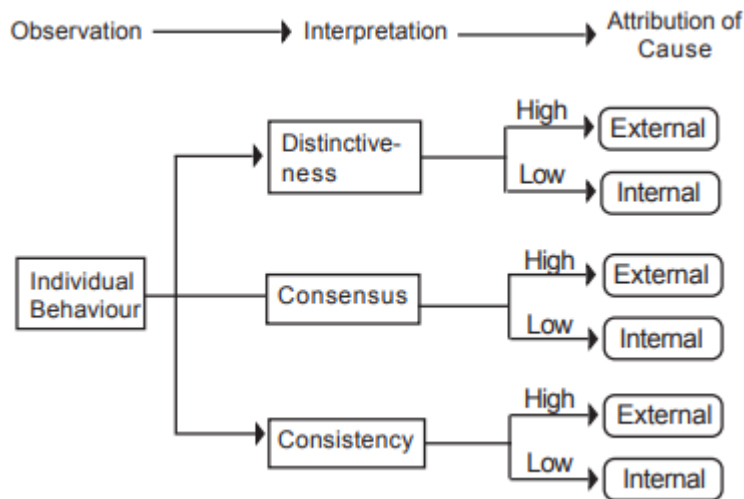 Observation Interpretation Attribution of
Cause
High
External
Distinctive-
ness
Low
Internal
High
External
Individual
Behaviour
Consensus
Low
Internal
High
External
Consistency
Low
Internal